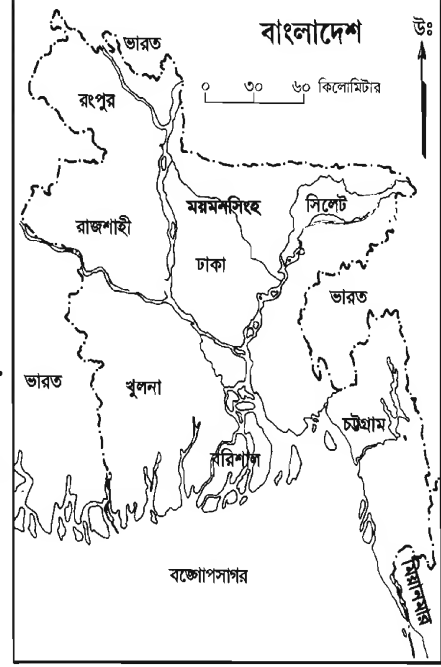 বাংলাদেশ
উঃ
ভারত
০ ৩০ ৬০ কিলোমিটার
রংপুর
ময়মনসিংহ
সিলেট
রাজশাহী
ঢাকা
ভারত
ভারত
খুলনা
চট্টগ্রাম
বরিশাল
মিয়ানমার
বঙ্গোপসাগর